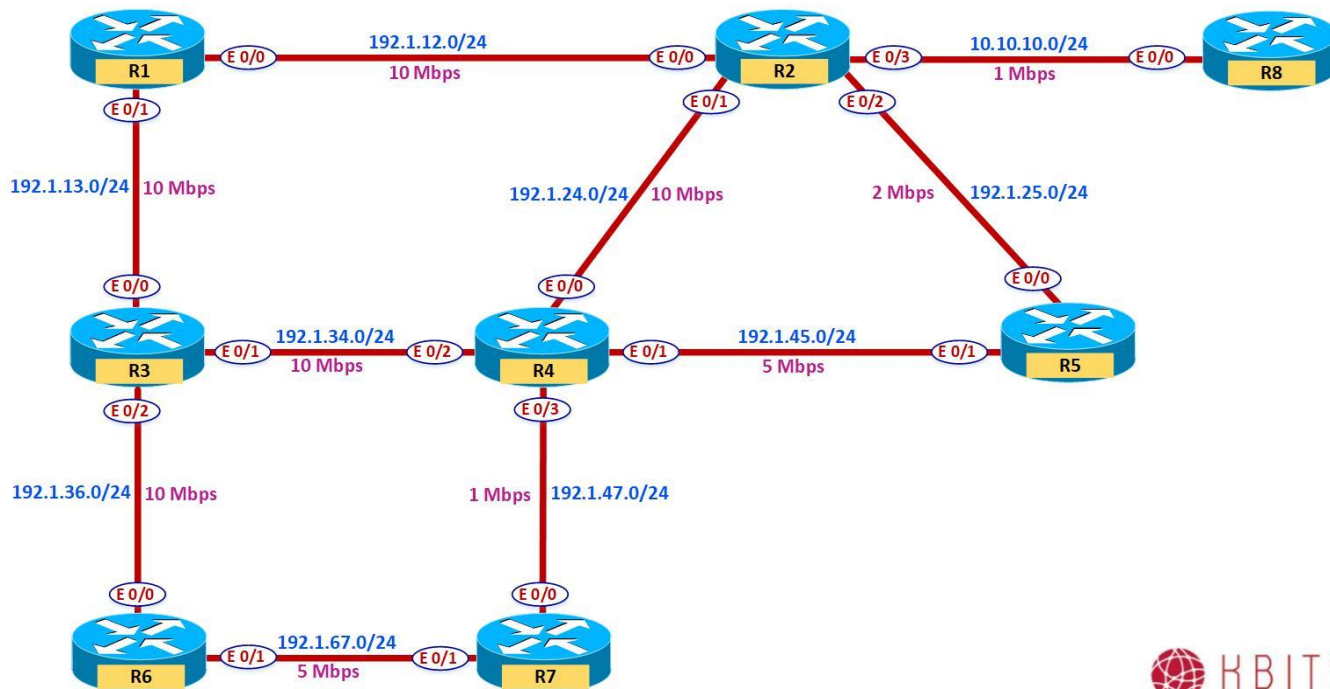 R1
E 0/0
192.1.12.0/24
10 Mbps
E 0/0
R2
E 0/3
10.10.10.0/24
1 Mbps
E 0/0
R8
E 0/1
E 0/1
E 0/2
192.1.13.0/24
10 Mbps
192.1.24.0/24
10 Mbps
2 Mbps
192.1.25.0/24
E 0/0
E 0/0
E 0/0
R3
E 0/1
192.1.34.0/24
10 Mbps
E 0/2
R4
E 0/1
192.1.45.0/24
5 Mbps
E 0/1
R5
E 0/2
E 0/3
192.1.36.0/24
10 Mbps
1 Mbps
192.1.47.0/24
E 0/0
E 0/0
R6
E 0/1
192.1.67.0/24
5 Mbps
E 0/1
R7
KBIT